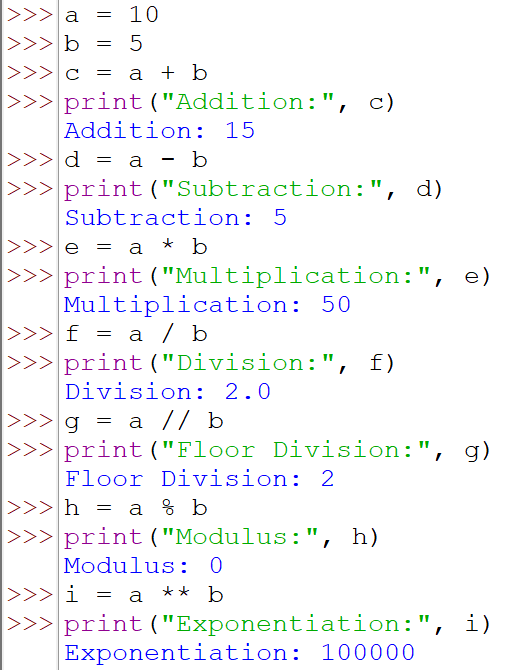 >>> a = 10
>>> b = 5
>>> c = a + b
>>> print("Addition:", c)
Addition: 15
>>> d = a - b
>>> print("Subtraction:", d)
Subtraction: 5
>>> e = a * b
>>> print("Multiplication:", e)
Multiplication: 50
>>> f = a / b
>>> print("Division:", f)
Division: 2.0
>>> g = a // b
>>> print("Floor Division:", g)
Floor Division: 2
>>> h = a % b
>>> print("Modulus:", h)
Modulus: 0
>>> i = a ** b
>>> print("Exponentiation:", i)
Exponentiation: 100000